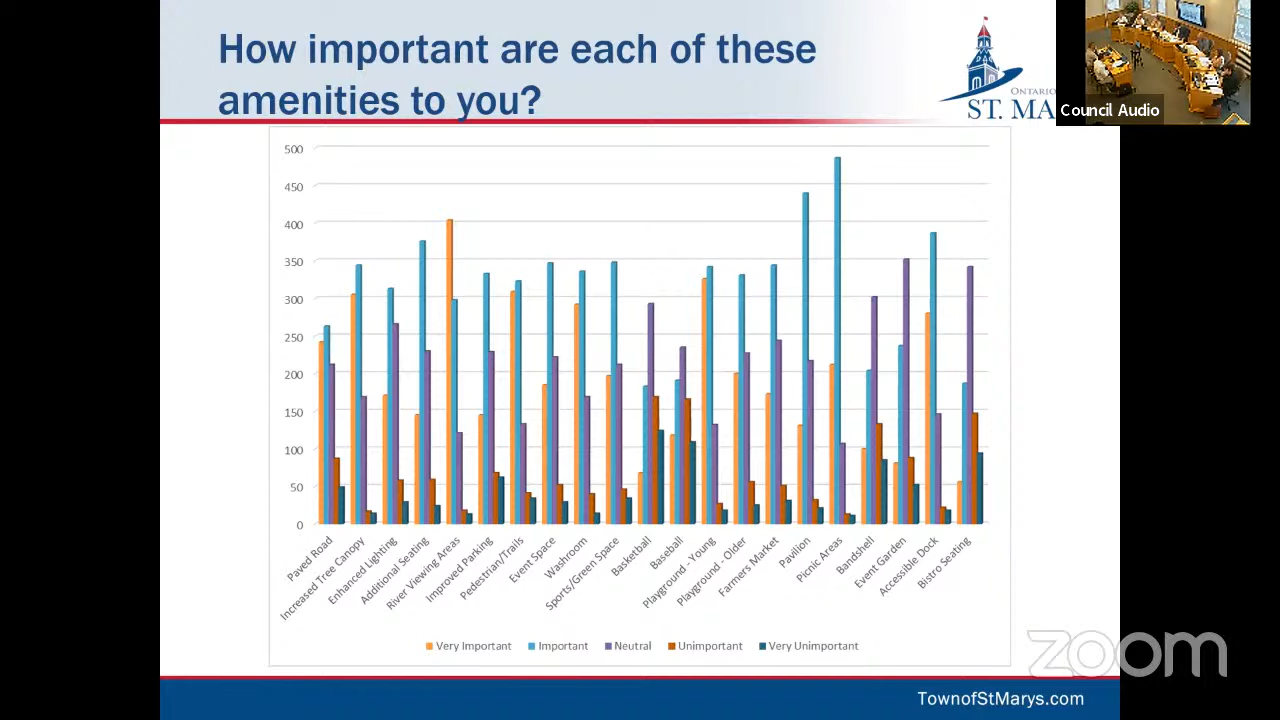 How important are each of these
amenities to you?
ONTARIO
ST. MA
Council Audio
500
450
400
350
300
250
200
150
100
50
0
Paved Road
Increased Tree Canopy
Enhanced Lighting
Additional Seating
River Viewing Areas
Improved Parking
Pedestrian/Trails
Event Space
Washroom
Sports/Green Space
Basketball
Baseball
Playground - Young
Playground - Older
Farmers Market
Pavilion
Picnic Areas
Bandshell
Event Garden
Accessible Dock
Bistro Seating
Very Important Important Neutral Unimportant Very Unimportant
zoom
TownofStMarys.com